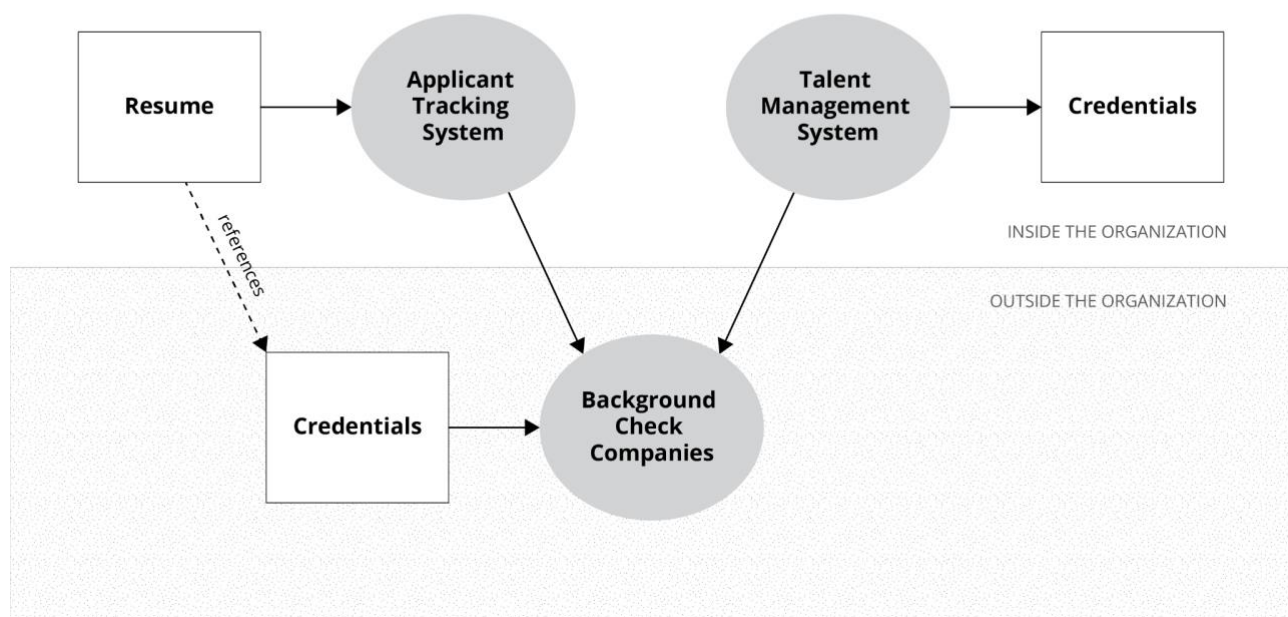 Resume
Applicant
Tracking
System
Talent
Management
System
Credentials
references
INSIDE THE ORGANIZATION
OUTSIDE THE ORGANIZATION
Credentials
Background
Check
Companies